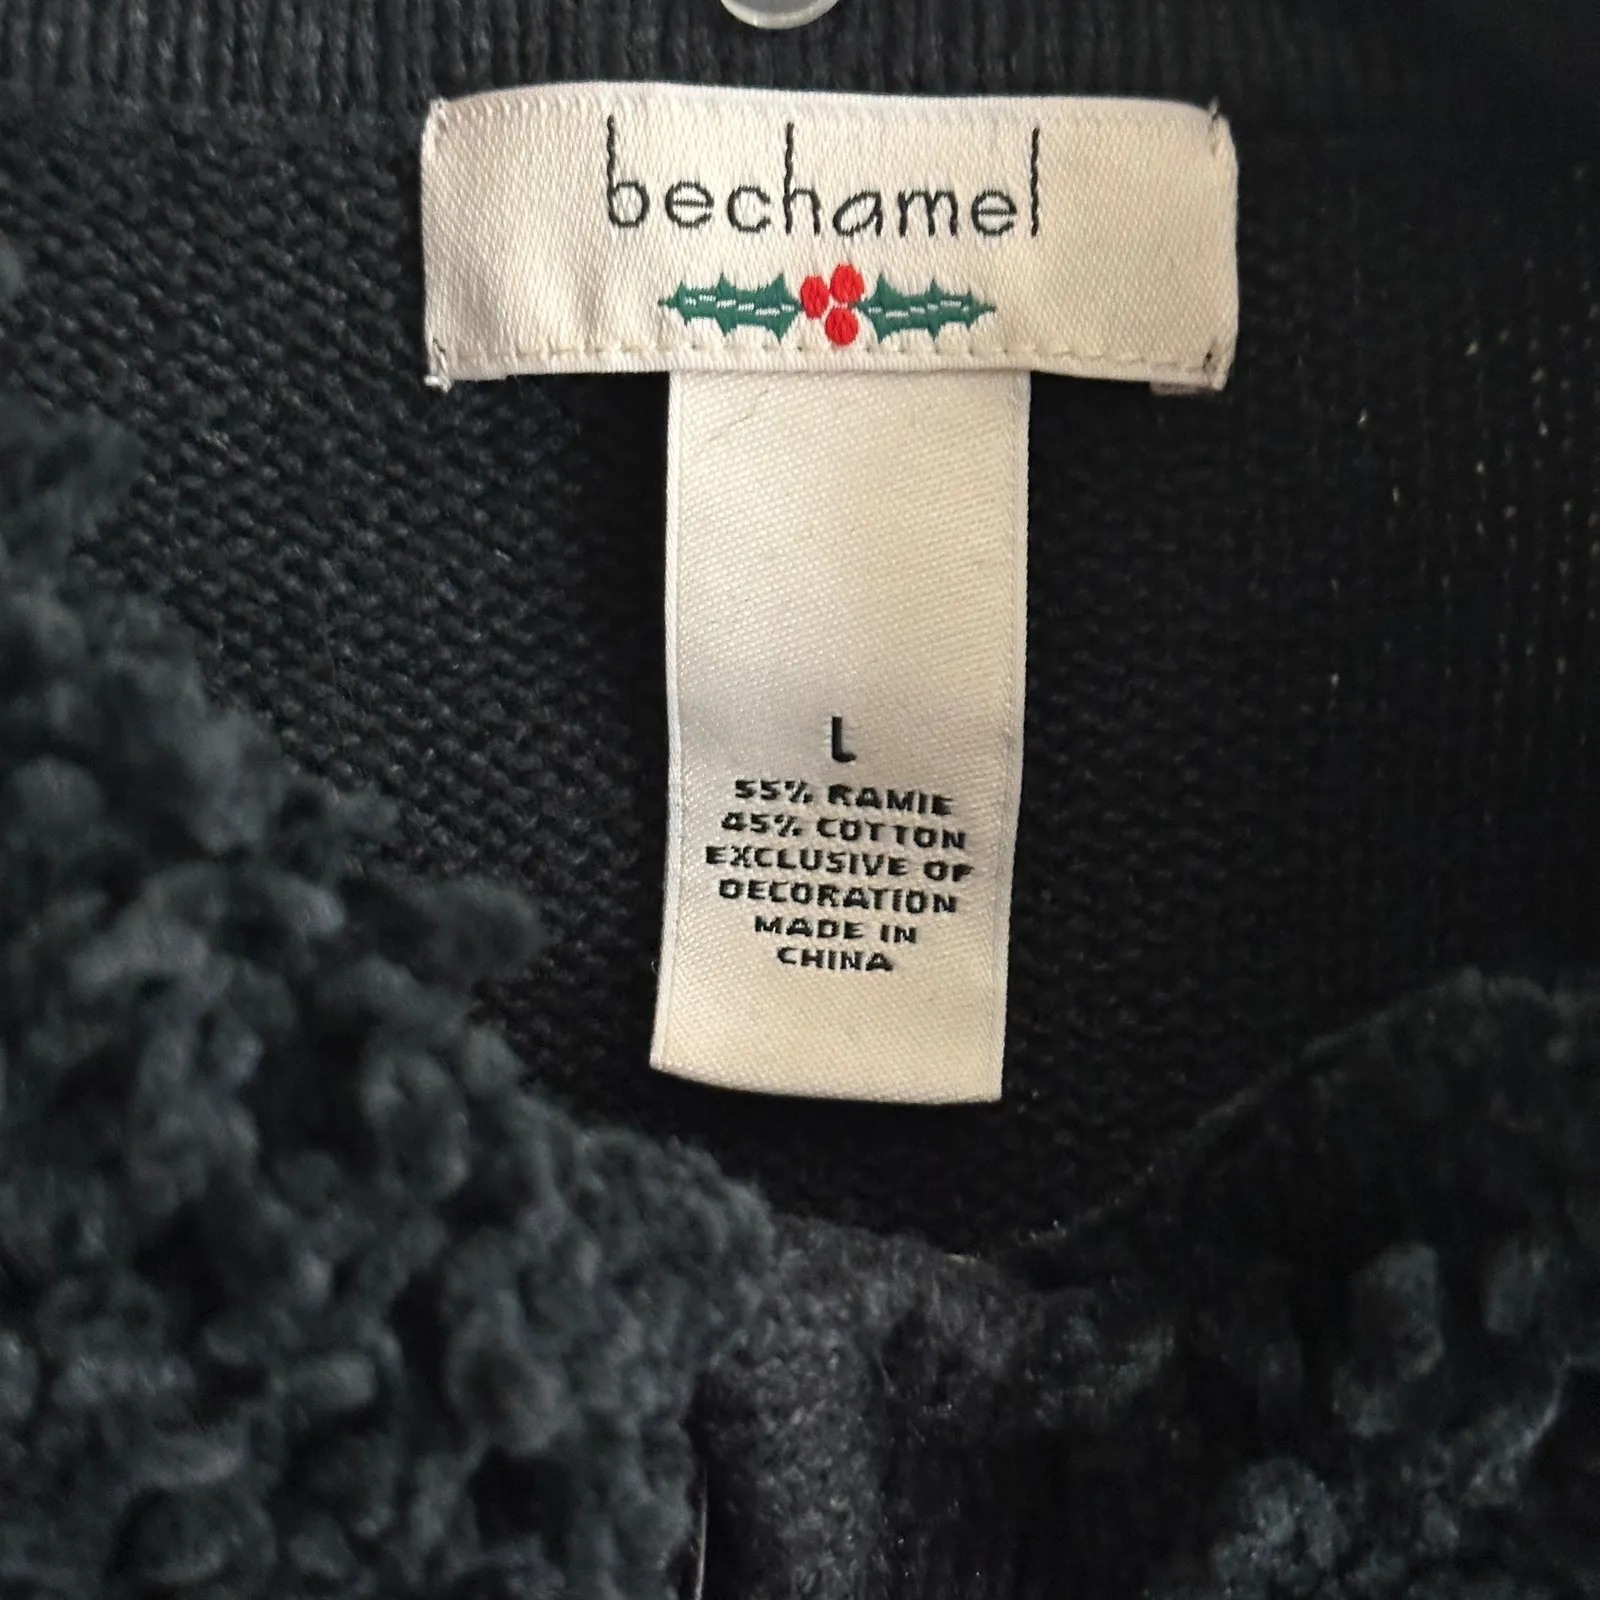 bechamel
L
55% RAMIE
45% COTTON
EXCLUSIVE OF
DECORATION
MADE IN
CHINA